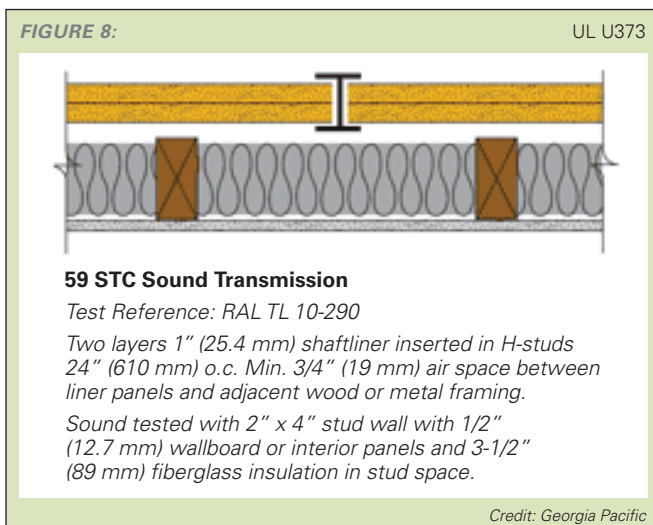 FIGURE 8: UL U373
59 STC Sound Transmission
Test Reference: RAL TL 10-290
Two layers 1” (25.4 mm) shaftliner inserted in H-studs
24” (610 mm) o.c. Min. 3/4” (19 mm) air space between
liner panels and adjacent wood or metal framing.
Sound tested with 2” x 4” stud wall with 1/2”
(12.7 mm) wallboard or interior panels and 3-1/2”
(89 mm) fiberglass insulation in stud space.
Credit: Georgia Pacific